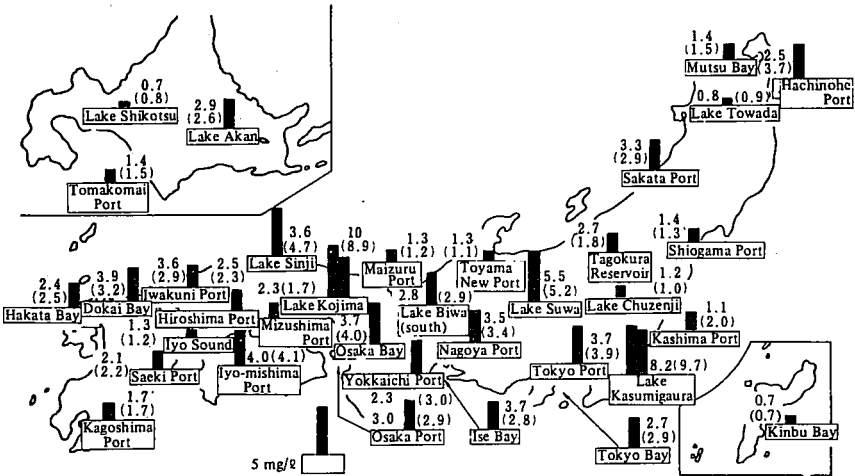 1.4
(1.5)
Mutsu Bay
2.5
(3.7)
Hachinohe
Port
0.7
(0.8)
Lake Shikotsu
2.9
(2.6)
Lake Akan
0.8 (0.9)
Lake Towada
3.3
(2.9)
Sakata Port
1.4
(1.5)
Tomakomai
Port
3.6
(4.7)
Lake Sinji
10
(8.9)
Lake Kojima
1.3
(1.2)
Maizuru
Port
1.3
(1.1)
Toyama
New Port
2.7
(1.8)
Tagokura
Reservoir
1.4
(1.3)
Shiogama Port
2.4
(2.5)
Hakata Bay
3.9
(3.2)
Dokai Bay
3.6
(2.9)
Iwakuni Port
2.5
(2.3)
Hiroshima Port
2.3(1.7)
Mizushima
Port
2.8
(2.9)
Lake Biwa
(south)
5.5
(5.2)
Lake Suwa
1.2
(1.0)
Lake Chuzenji
1.1
(2.0)
Kashima Port
1.3
(1.2)
Iyo Sound
3.7
(4.0)
Osaka Bay
3.5
(3.4)
Nagoya Port
2.1
(2.2)
Saeki Port
4.0(4.1)
Iyo-mishima
Port
Yokkaichi Port
2.3 (3.0)
3.7
(3.9)
Tokyo Port
8.2(9.7)
Lake
Kasumigaura
1.7
(1.7)
Kagoshima
Port
3.0
(2.9)
Osaka Port
3.7
(2.8)
Ise Bay
2.7
(2.9)
Tokyo Bay
0.7
(0.7)
Kinbu Bay
5 mg/ℓ